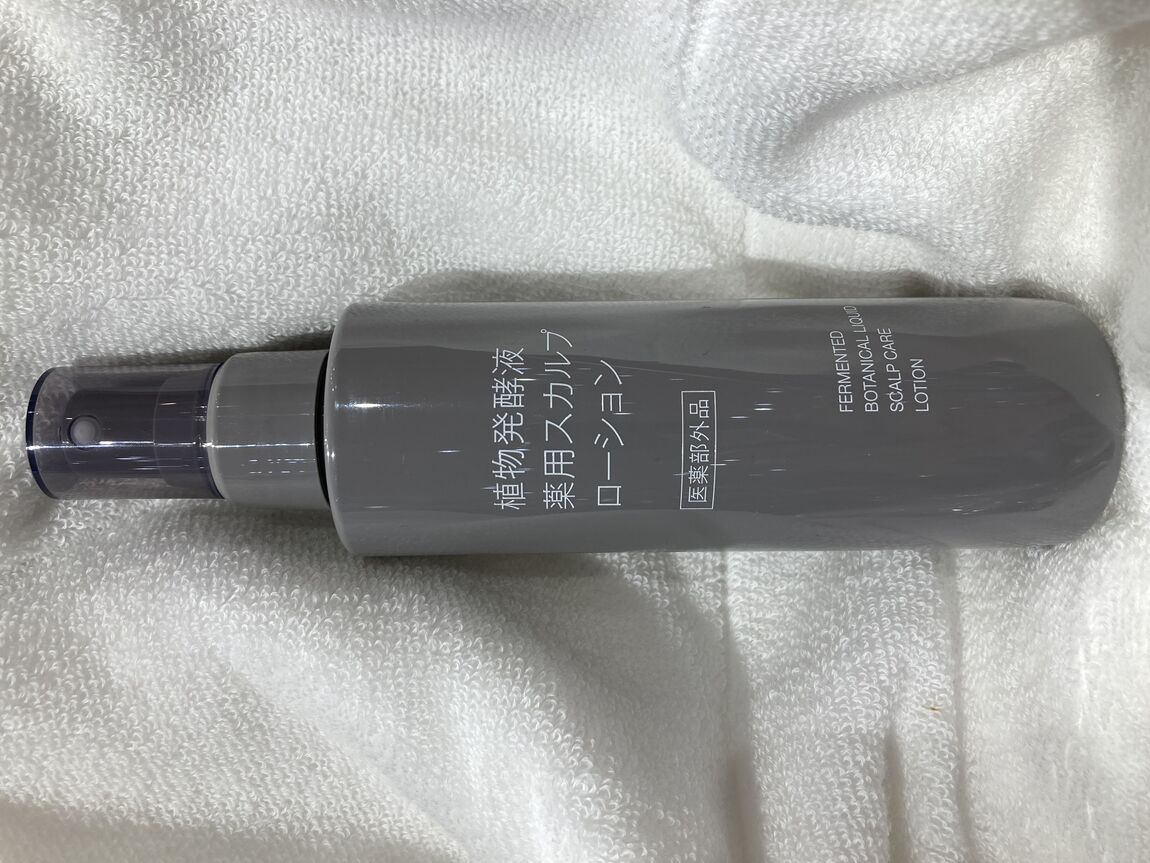 植物発酵液
薬用スカルプ
ローション
医薬部外品
FERMENTED
BOTANICAL LIQUID
SCALP CARE
LOTION